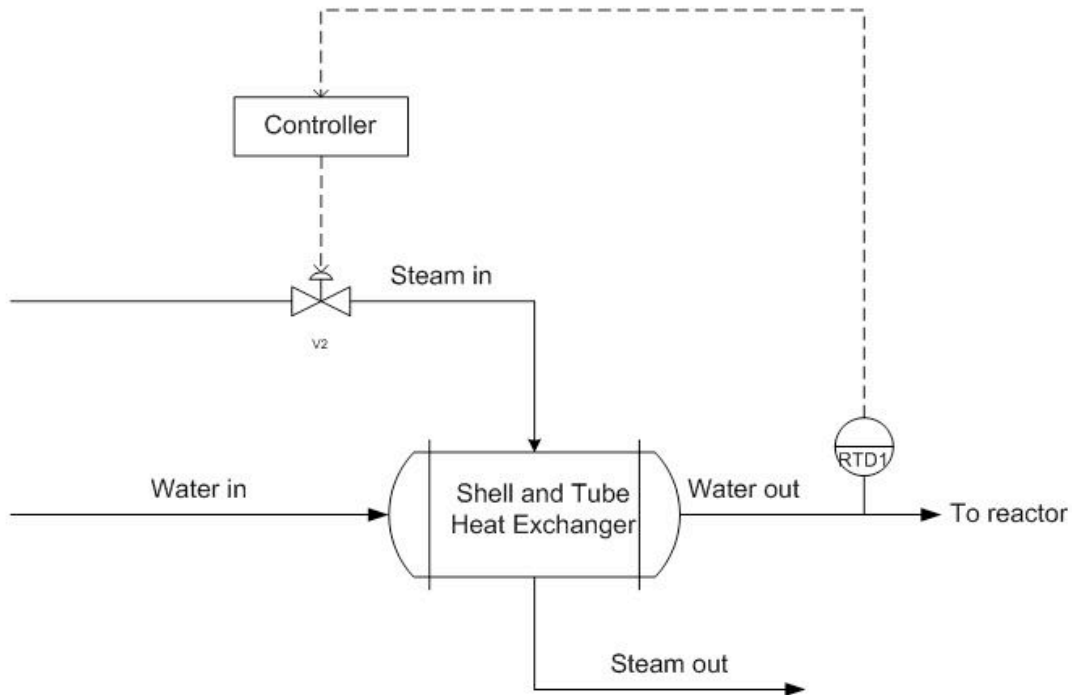 Controller
Steam in
V2
RTD1
Water in
Shell and Tube
Heat Exchanger
Water out
To reactor
Steam out